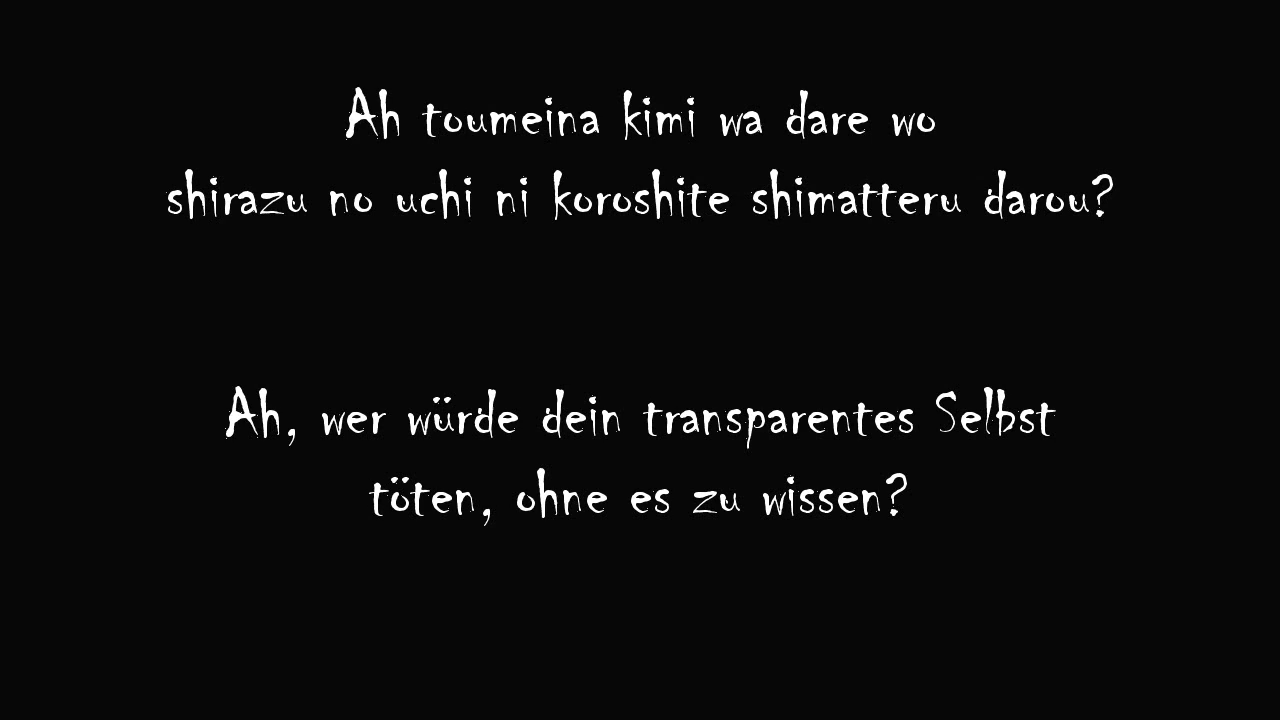 Ah toumeina kimi wa dare wo
shirazu no uchi ni koroshite shimatteru darou?
Ah, wer würde dein transparentes Selbst
töten, ohne es zu wissen?